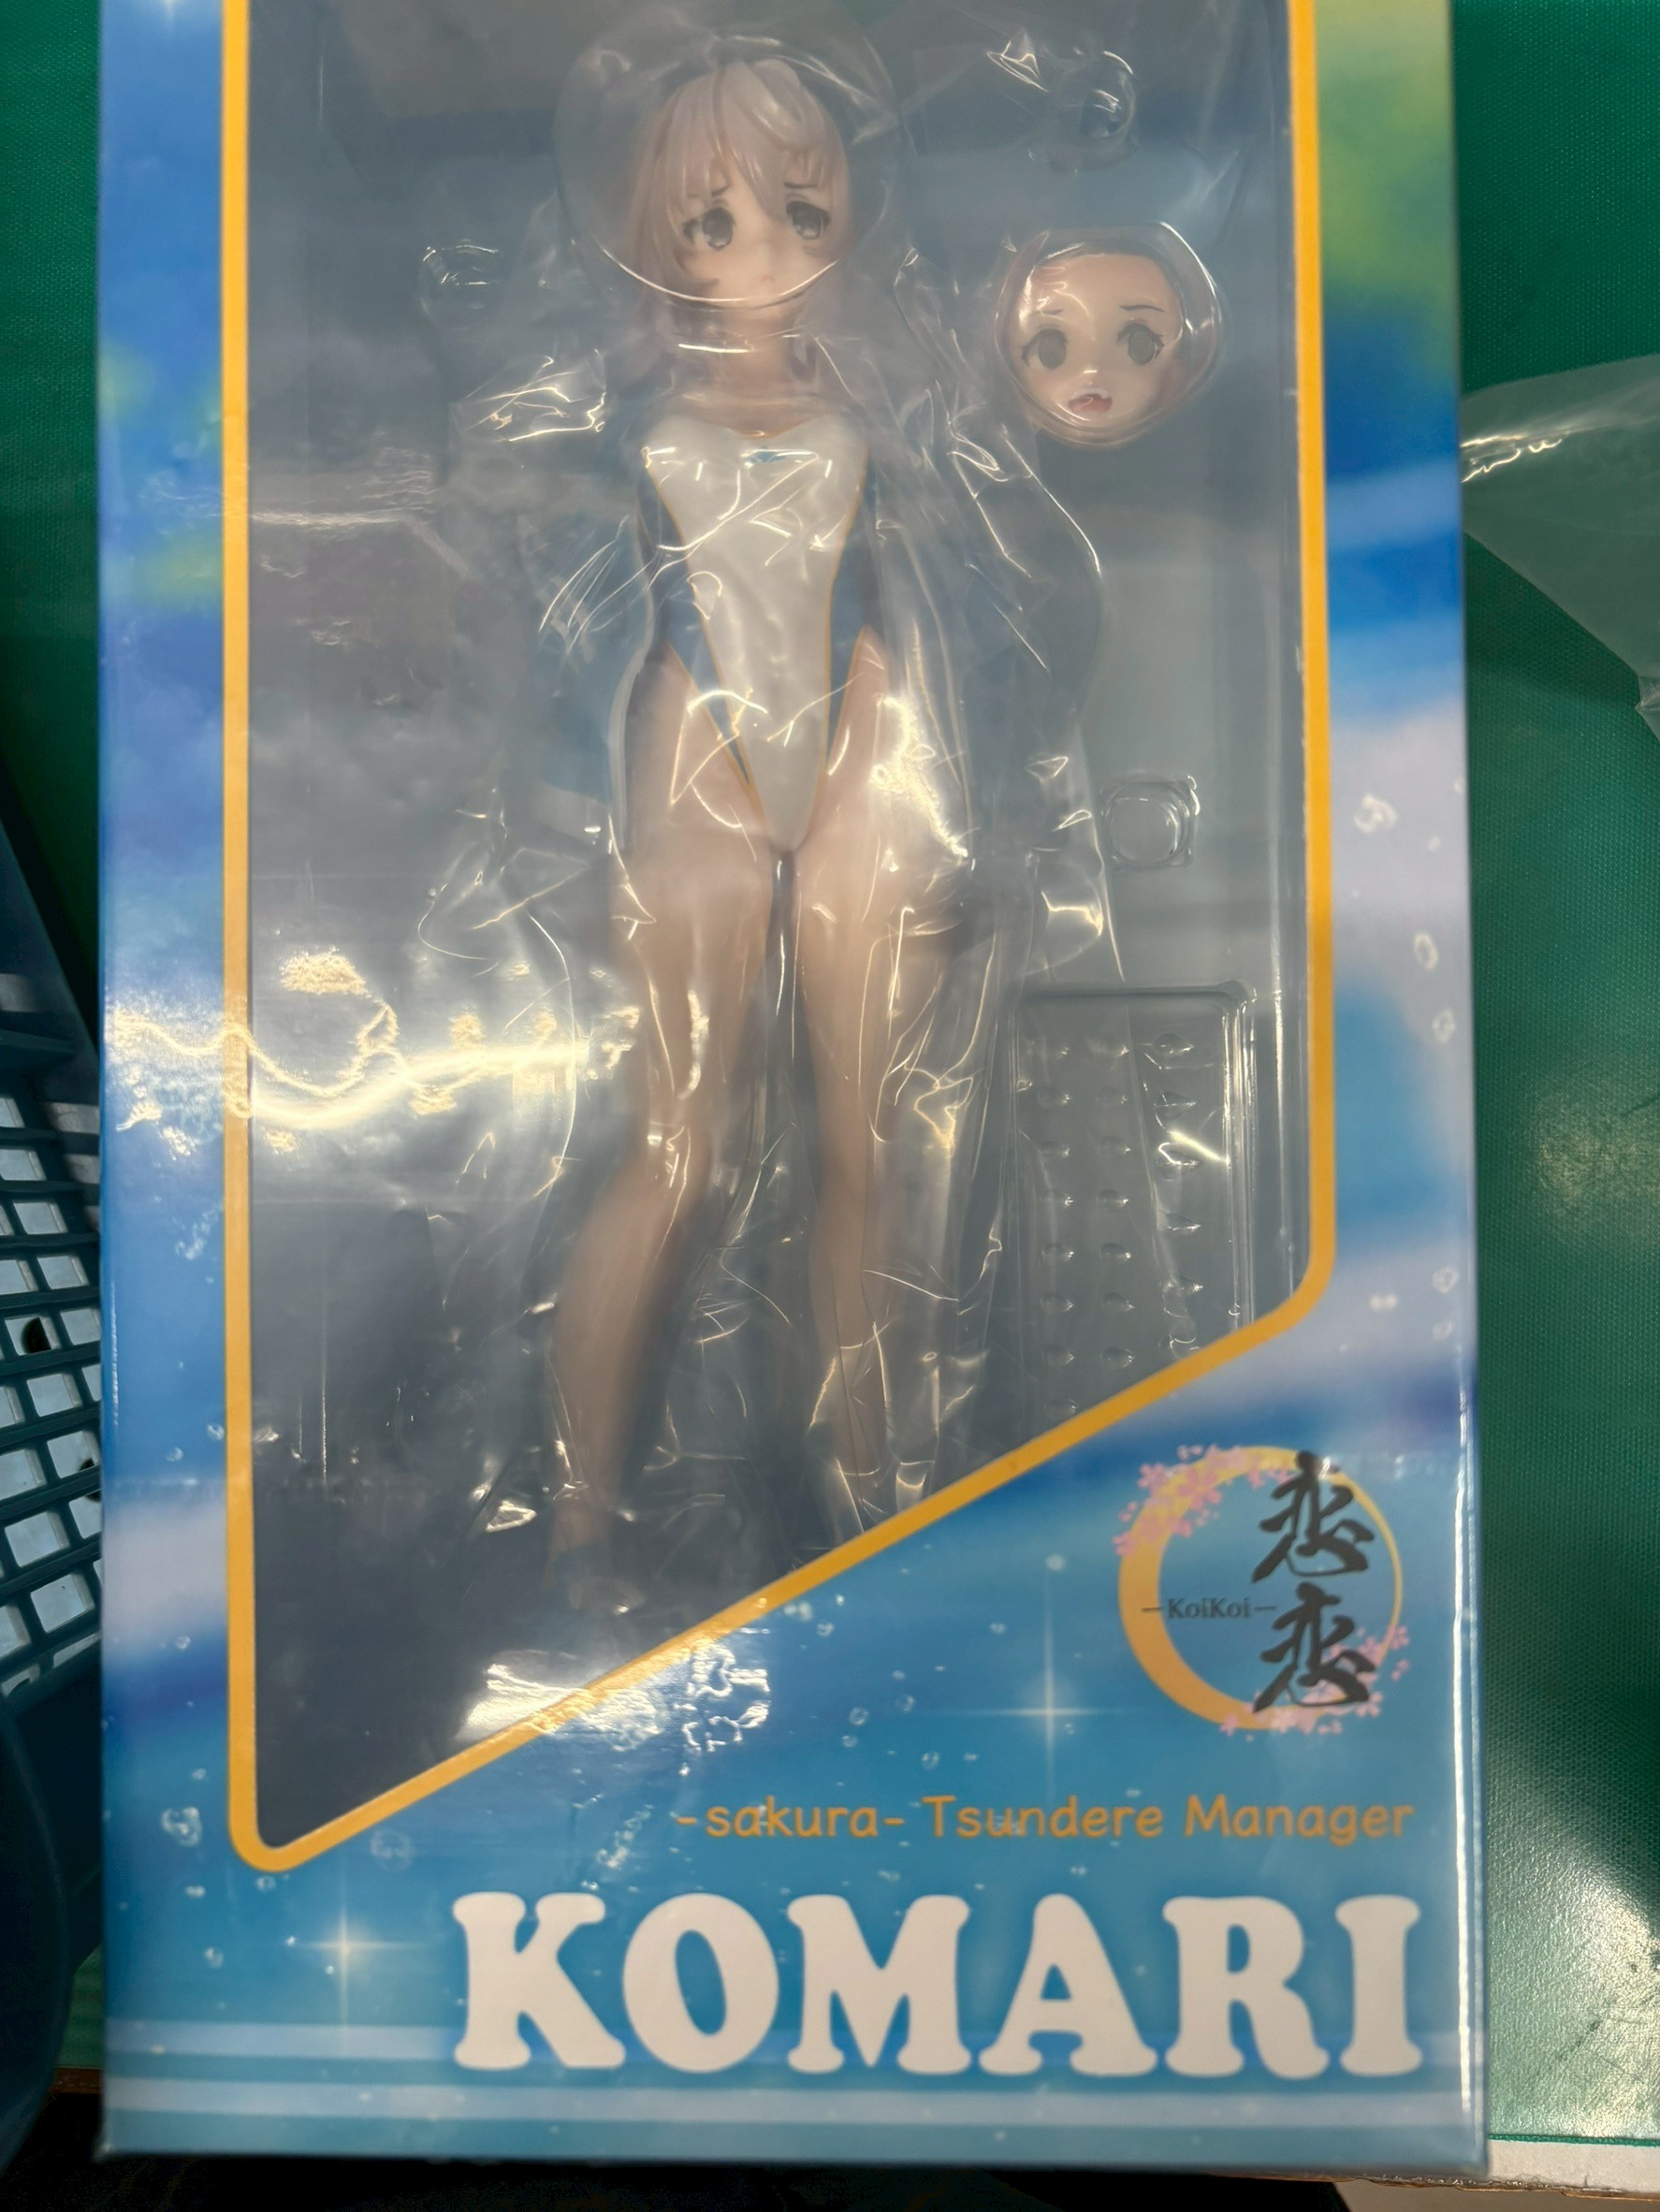 恋恋
—KoiKoi—
-sakura- Tsundere Manager
KOMARI